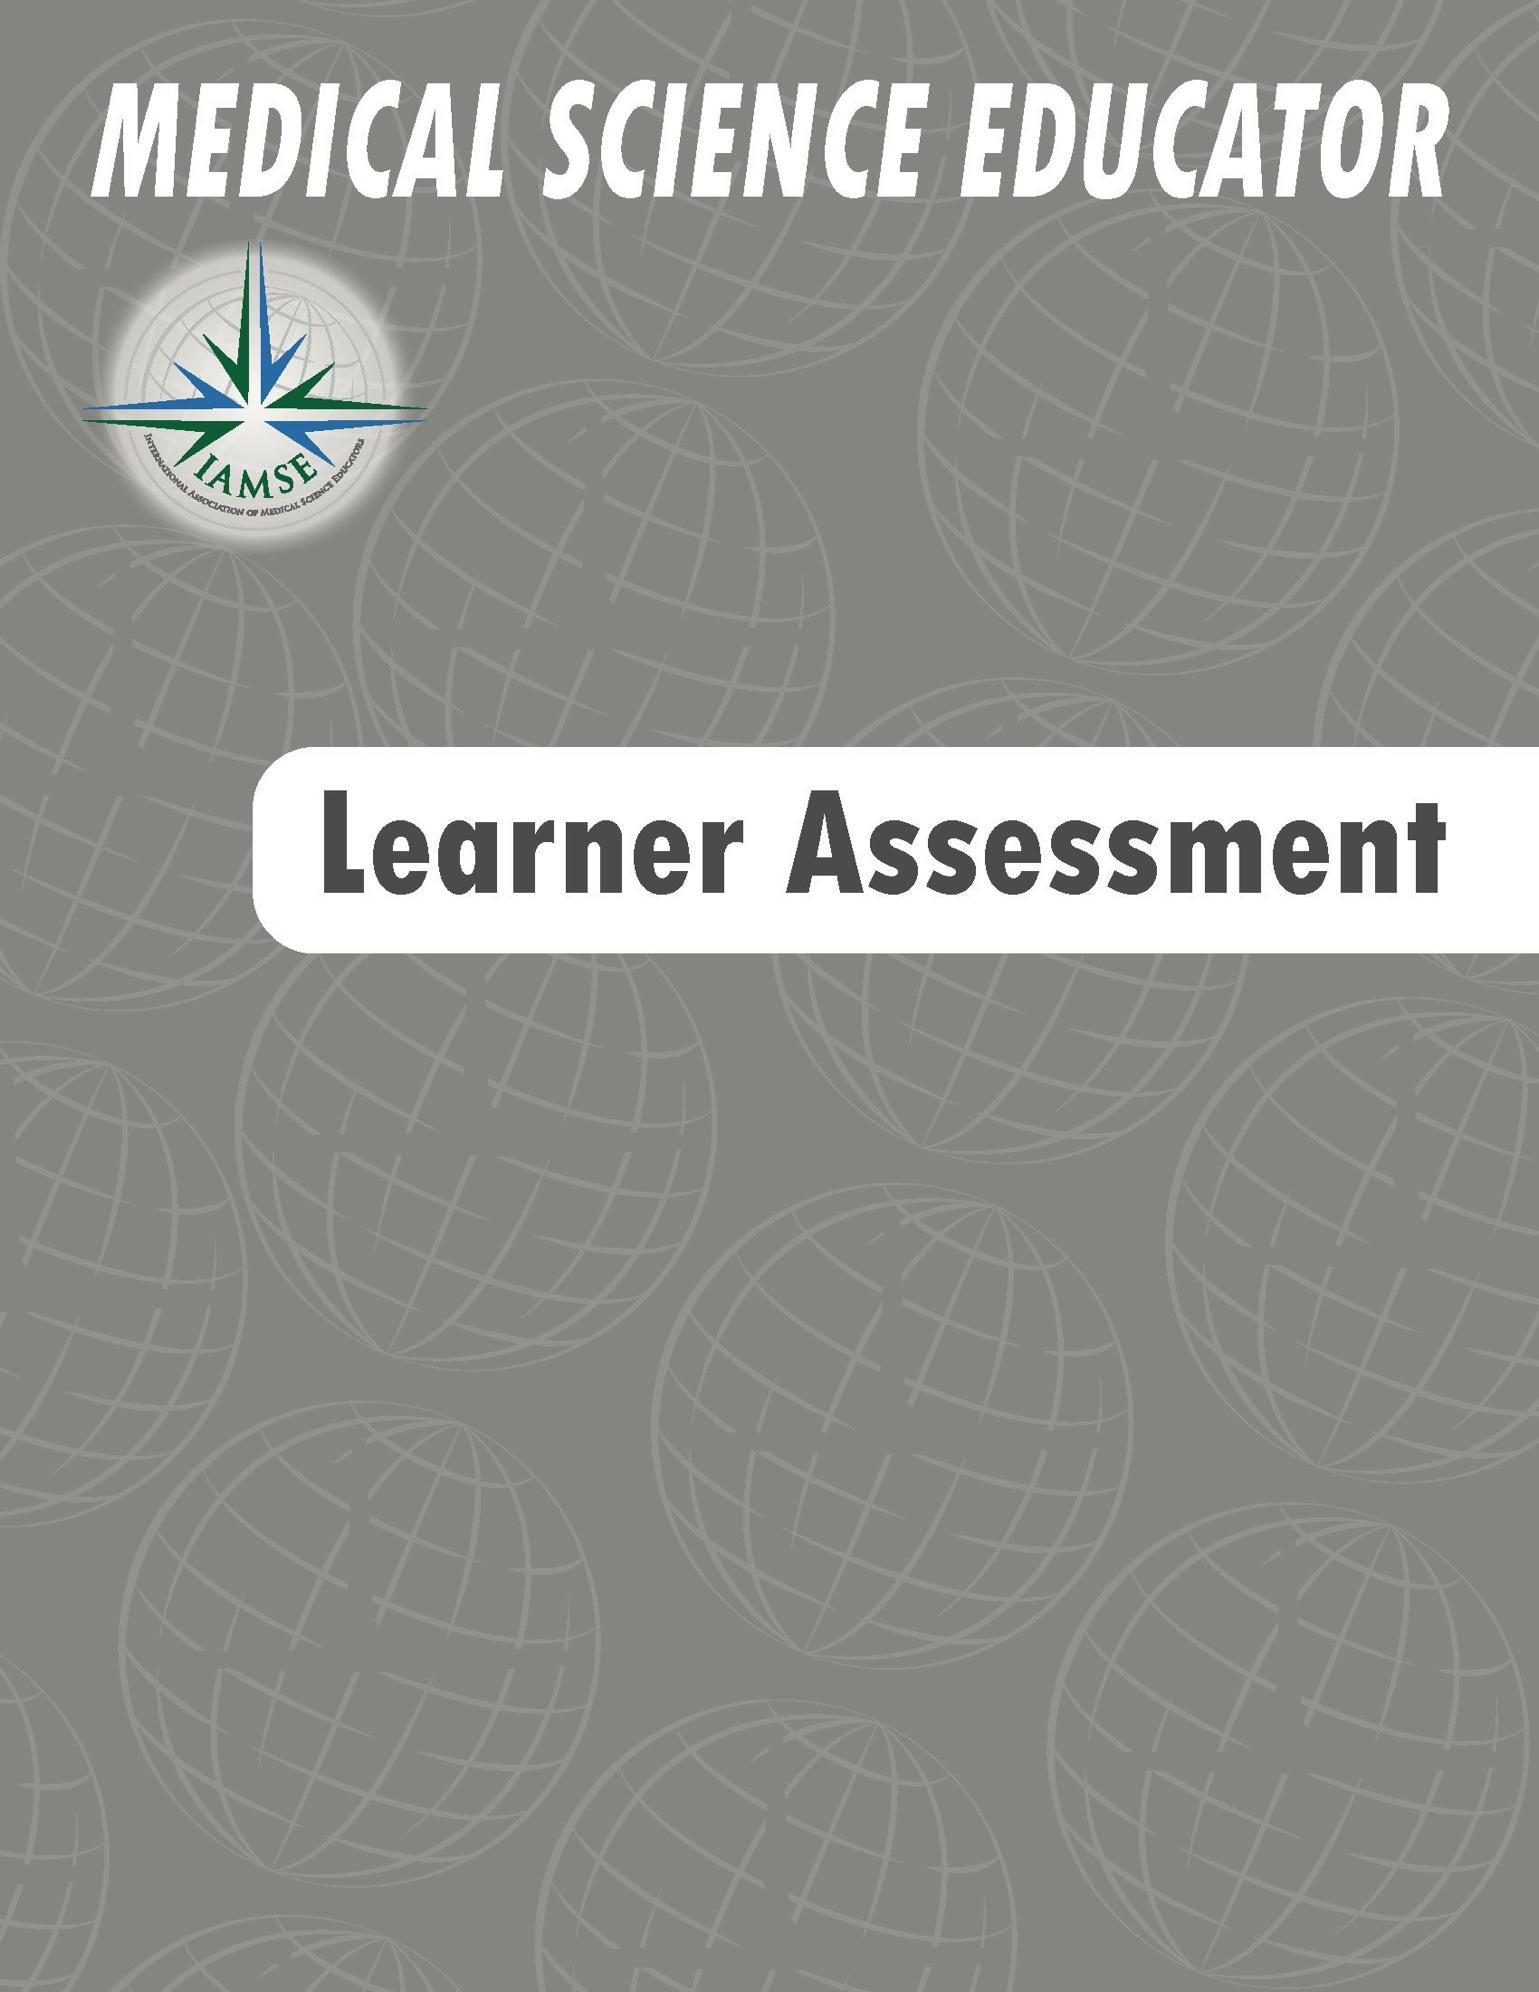 MEDICAL SCIENCE EDUCATOR
IAMSE
INTERNATIONAL ASSOCIATION OF MEDICAL SCIENCE EDUCATORS
Learner Assessment